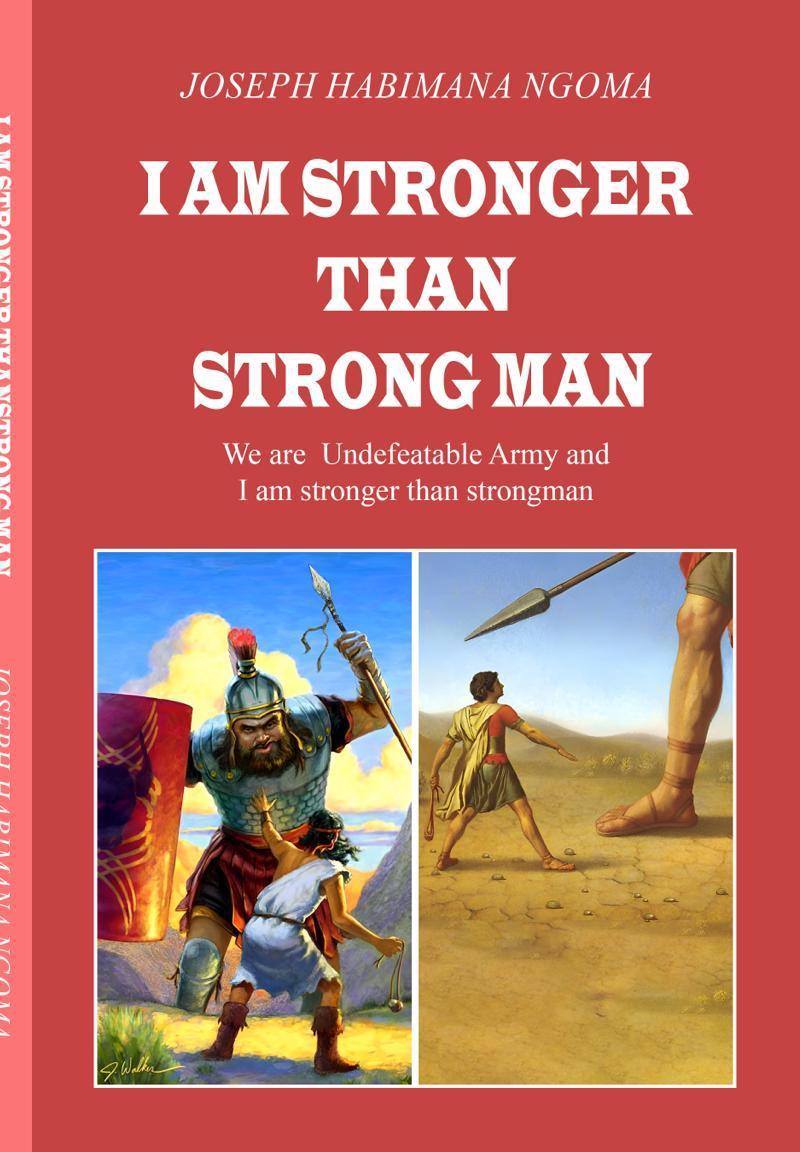 JOSEPH HABIMANA NGOMA
I AM STRONGER
THAN
STRONG MAN
We are Undefeatable Army and
I am stronger than strongman
J. Walker
I AM STRONGER THAN STRONG MAN
JOSEPH HABIMANA NGOMA